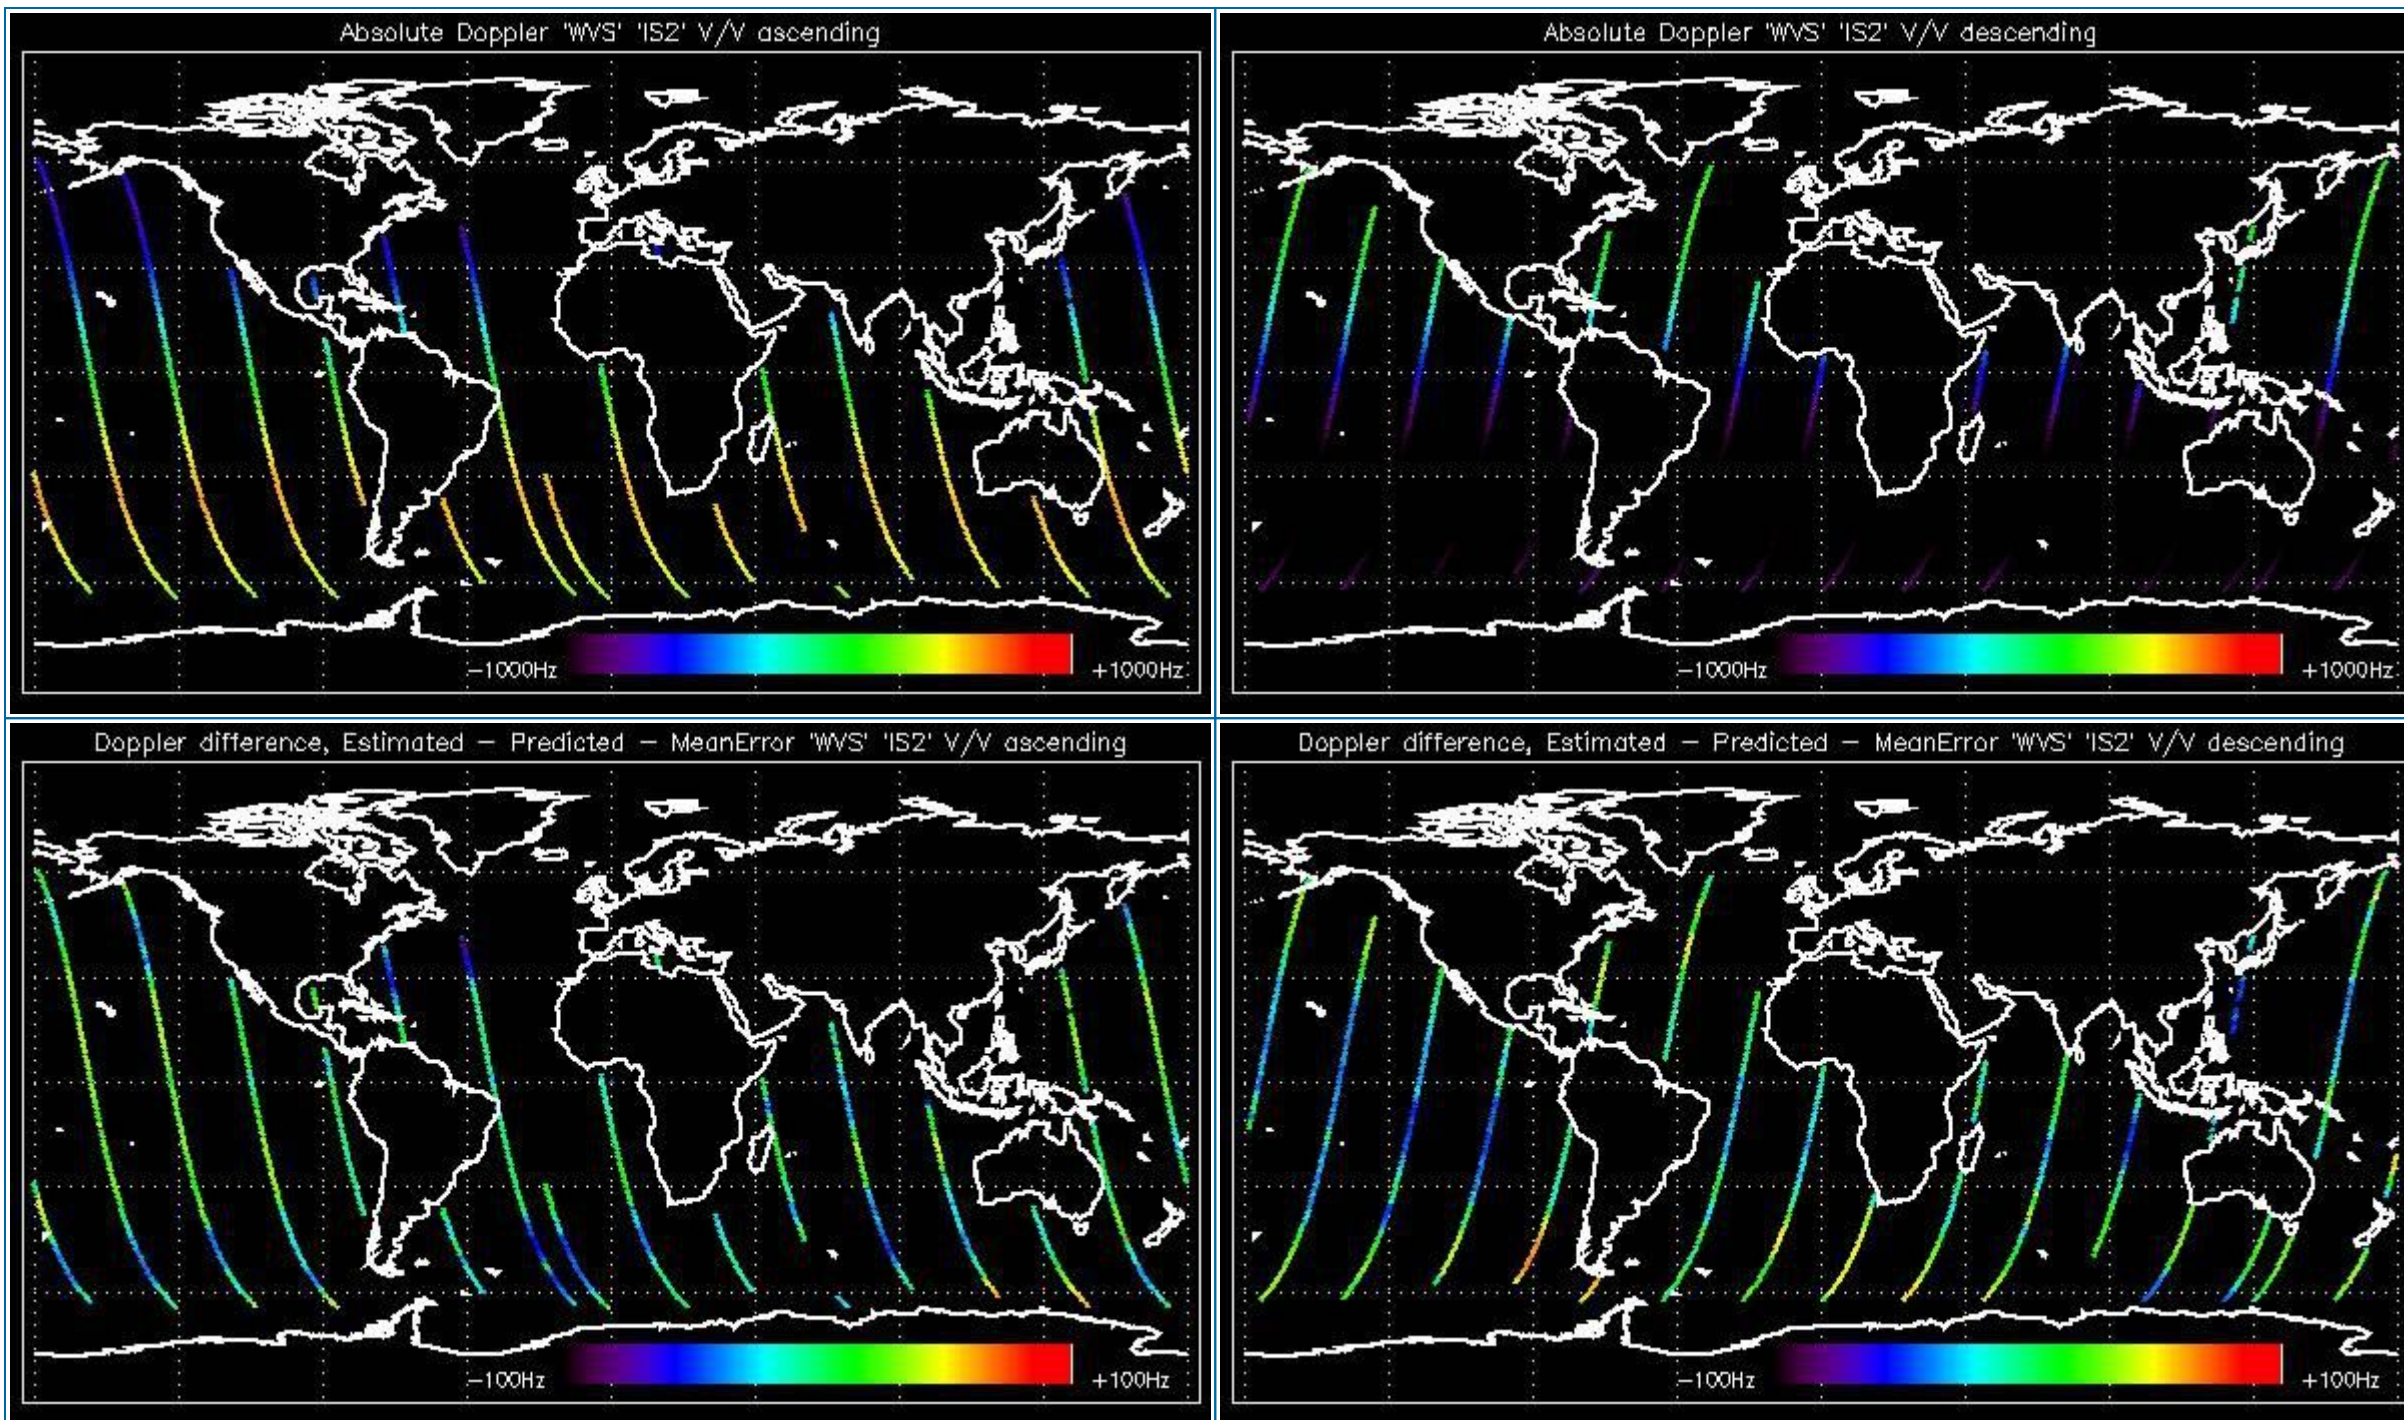 Absolute Doppler 'WVS' 'IS2' V/V ascending
-1000Hz
+1000Hz
Absolute Doppler 'WVS' 'IS2' V/V descending
-1000Hz
+1000Hz
Doppler difference, Estimated - Predicted - MeanError 'WVS' 'IS2' V/V ascending
-100Hz
+100Hz
Doppler difference, Estimated - Predicted - MeanError 'WVS' 'IS2' V/V descending
-100Hz
+100Hz